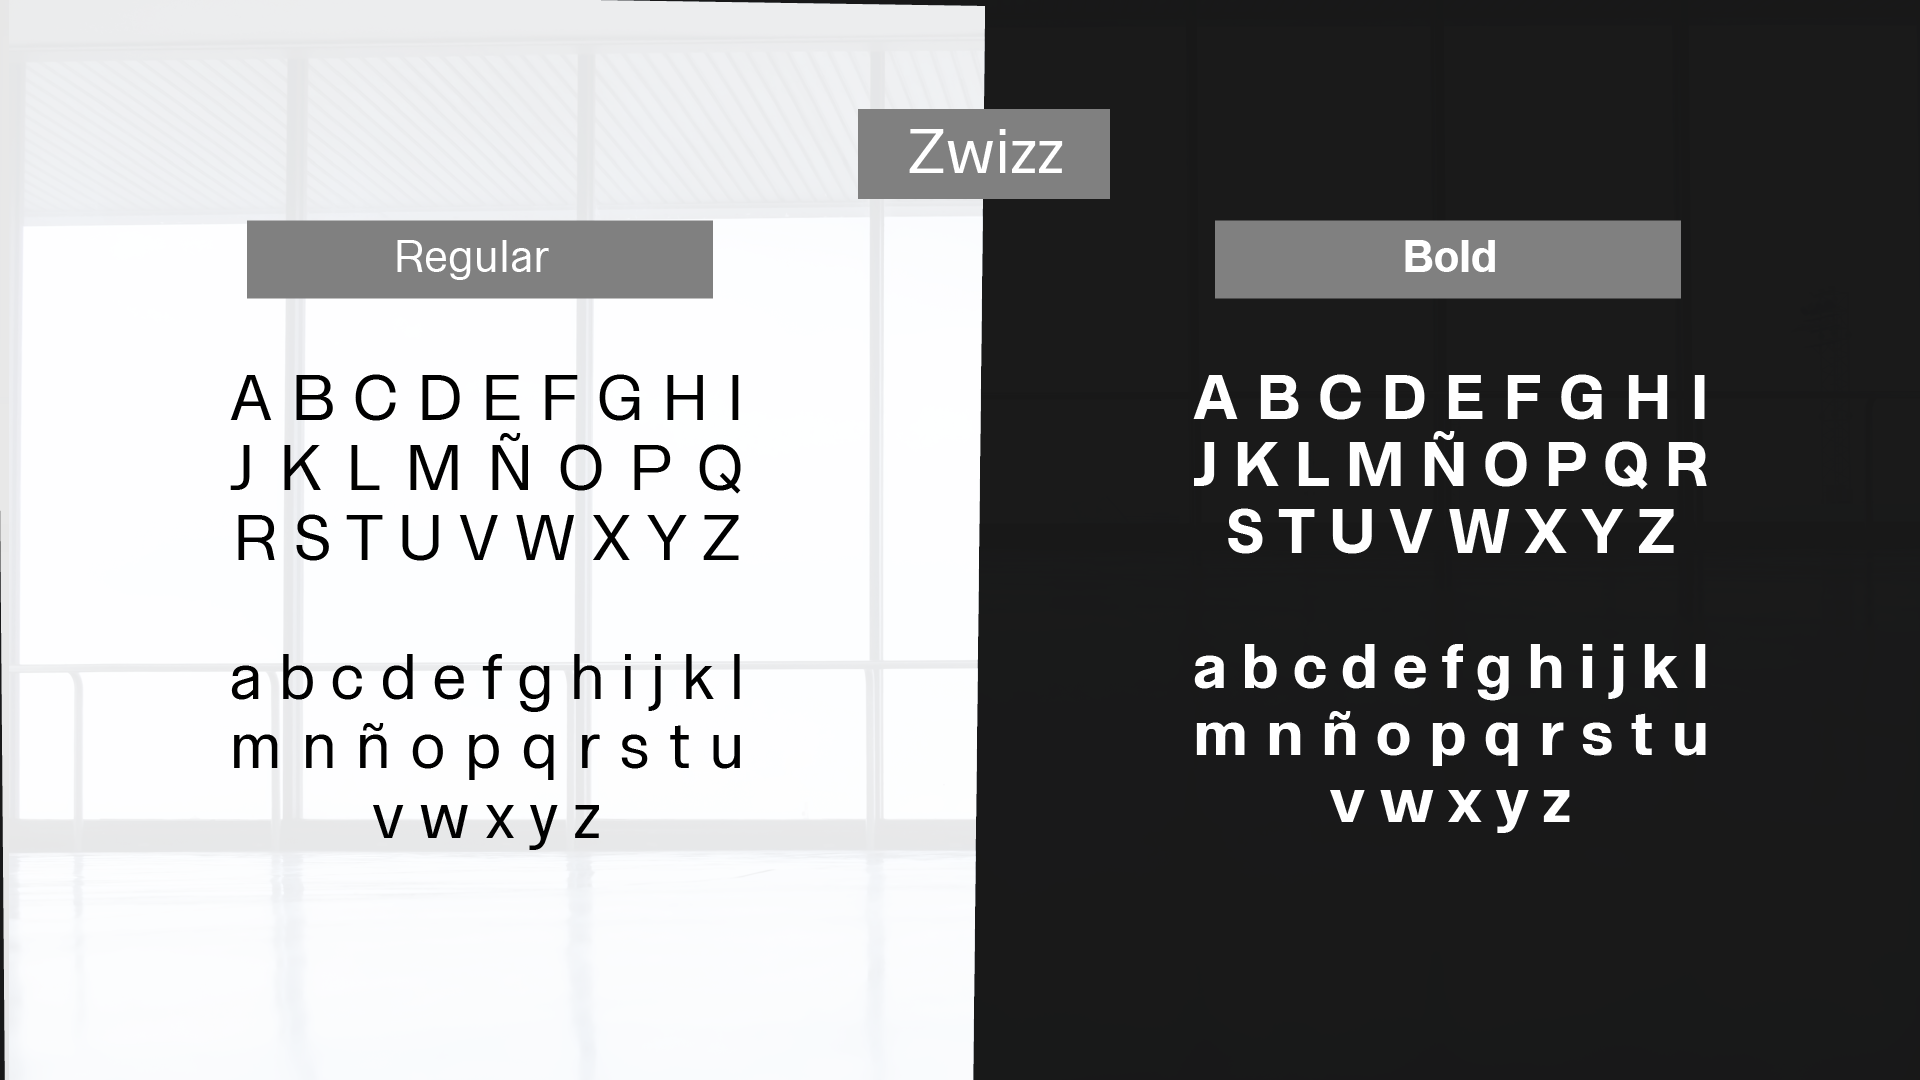 Zwizz
Regular
A B C D E F G H I
J K L M Ñ O P Q
R S T U V W X Y Z
a b c d e f g h i j k l
m n ñ o p q r s t u
v w x y z
Bold
A B C D E F G H I
J K L M Ñ O P Q R
S T U V W X Y Z
a b c d e f g h i j k l
m n ñ o p q r s t u
v w x y z